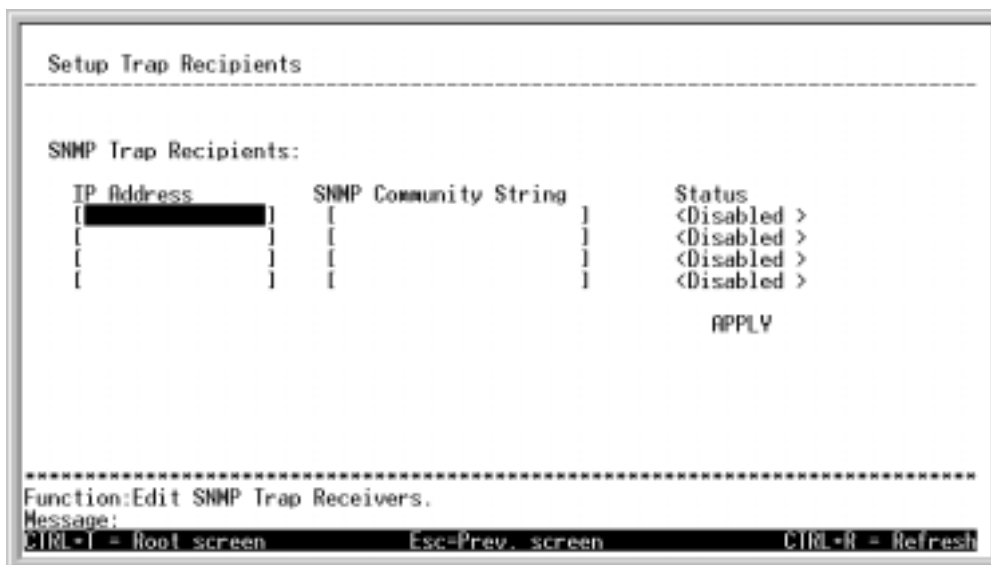 Setup Trap Recipients
SNMP Trap Recipients:
IP Address SNMP Community String Status
[ ] [ ] <Disabled >
[ ] [ ] <Disabled >
[ ] [ ] <Disabled >
[ ] [ ] <Disabled >
APPLY
Function:Edit SNMP Trap Receivers.
Message:
CTRL+T = Root screen Esc=Prev. screen CTRL+R = Refresh